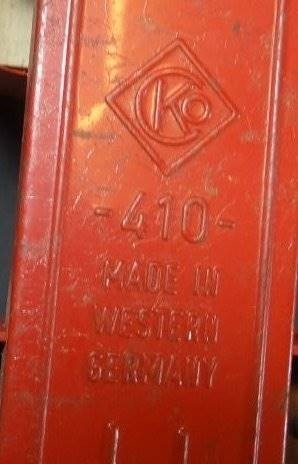 CKO
-410-
MADE IN
WESTERN
GERMANY